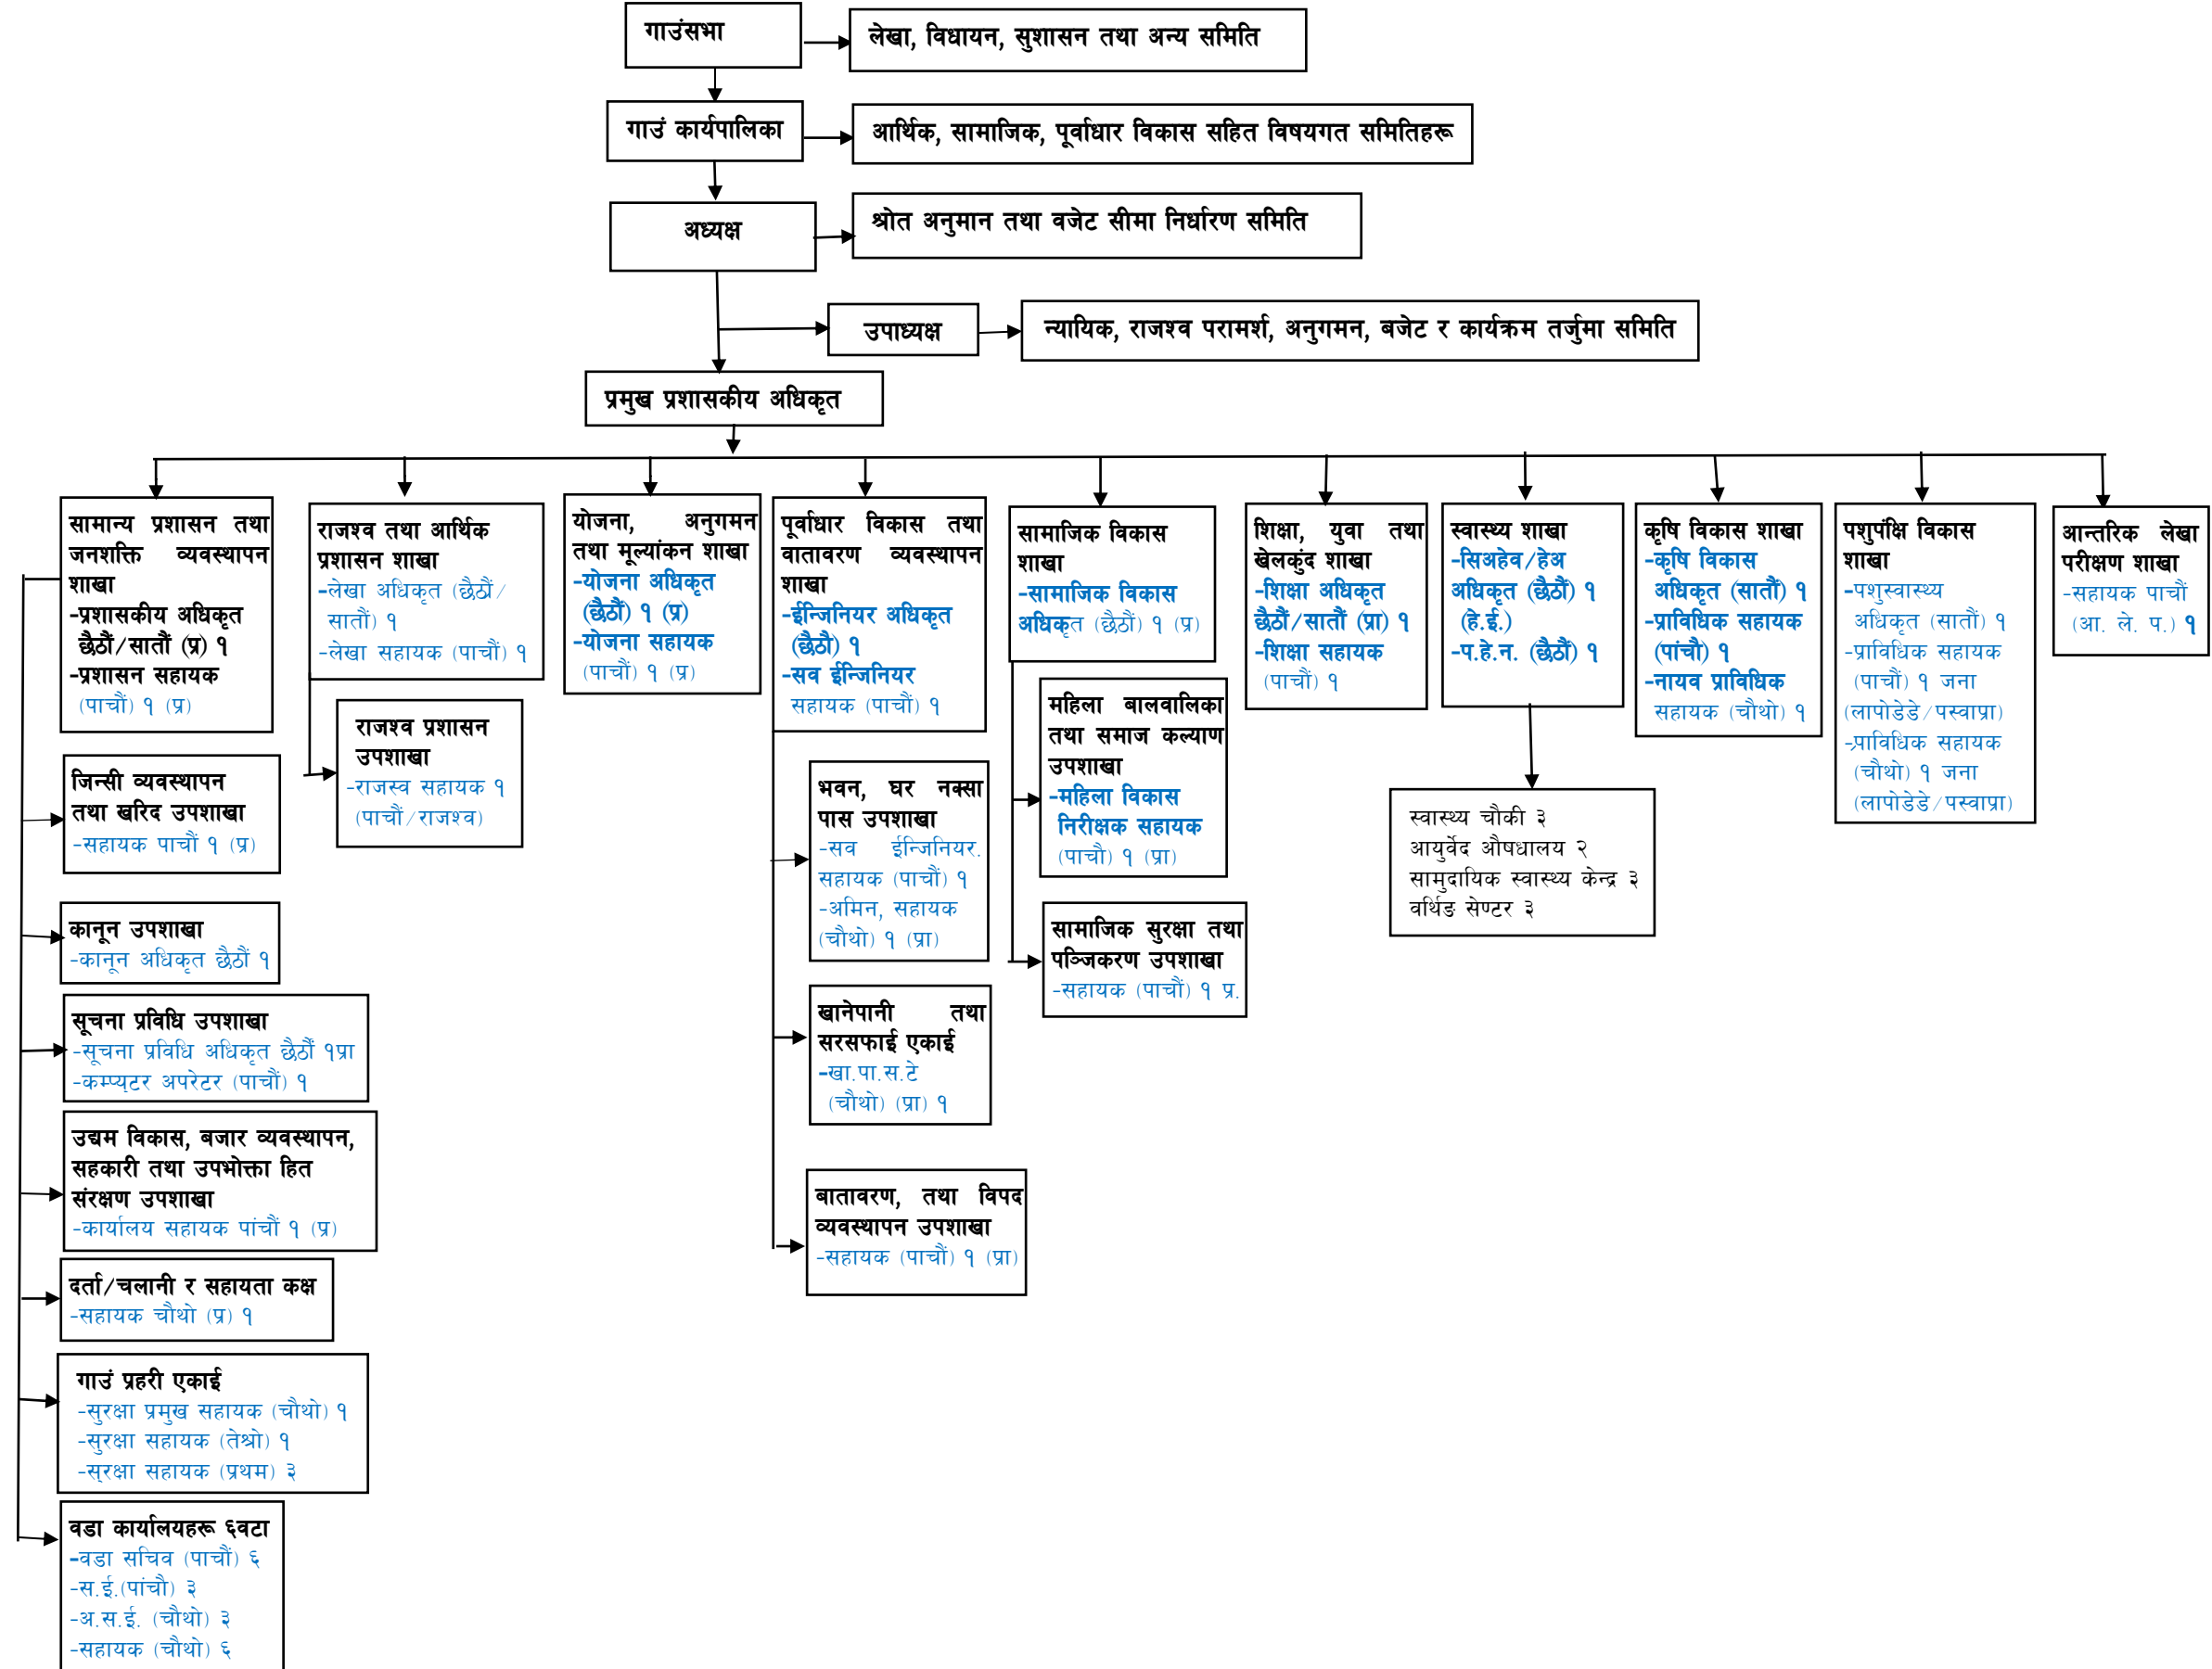 गाउंसभा
लेखा, विधायन, सुशासन तथा अन्य समिति
गाउं कार्यपालिका
आर्थिक, सामाजिक, पूर्वाधार विकास सहित विषयगत समितिहरू
अध्यक्ष
श्रोत अनुमान तथा वजेट सीमा निर्धारण समिति
उपाध्यक्ष
न्यायिक, राजश्व परामर्श, अनुगमन, बजेट र कार्यक्रम तर्जुमा समिति
प्रमुख प्रशासकीय अधिकृत
सामान्य प्रशासन तथा
जनशक्ति व्यवस्थापन
शाखा
-प्रशासकीय अधिकृत
छैठौं/सातौं (प्र) १
-प्रशासन सहायक
(पाचौं) १ (प्र)
जिन्सी व्यवस्थापन
तथा खरिद उपशाखा
-सहायक पाचौं १ (प्र)
कानून उपशाखा
-कानून अधिकृत छैठौं १
सूचना प्रविधि उपशाखा
-सूचना प्रविधि अधिकृत छैठौं १प्रा
-कम्प्युटर अपरेटर (पाचौं) १
उद्यम विकास, बजार व्यवस्थापन,
सहकारी तथा उपभोक्ता हित
संरक्षण उपशाखा
-कार्यालय सहायक पांचौं १ (प्र)
दर्ता/चलानी र सहायता कक्ष
-सहायक चौथो (प्र) १
गाउं प्रहरी एकाई
-सुरक्षा प्रमुख सहायक (चौथो) १
-सुरक्षा सहायक (तेश्रो) १
-सुरक्षा सहायक (प्रथम) ३
वडा कार्यालयहरू ६वटा
-वडा सचिव (पाचौं) ६
-स.ई.(पांचौ) ३
-अ.स.ई. (चौथो) ३
-सहायक (चौथो) ६
राजश्व तथा आर्थिक
प्रशासन शाखा
-लेखा अधिकृत (छैठौं/
सातौं) १
-लेखा सहायक (पाचौं) १
राजश्व प्रशासन
उपशाखा
-राजस्व सहायक १
(पाचौं/राजश्व)
योजना, अनुगमन
तथा मूल्यांकन शाखा
-योजना अधिकृत
(छैठौं) १ (प्र)
-योजना सहायक
(पाचौं) १ (प्र)
पूर्वाधार विकास तथा
वातावरण व्यवस्थापन
शाखा
-ईन्जिनियर अधिकृत
(छैठौ) १
-सव ईन्जिनियर
सहायक (पाचौं) १
भवन, घर नक्सा
पास उपशाखा
-सव ईन्जिनियर.
सहायक (पाचौं) १
-अमिन, सहायक
(चौथो) १ (प्रा)
खानेपानी तथा
सरसफाई एकाई
-खा.पा.स.टे
(चौथो) (प्रा) १
बातावरण, तथा विपद
व्यवस्थापन उपशाखा
-सहायक (पाचौं) १ (प्रा)
सामाजिक विकास
शाखा
-सामाजिक विकास
अधिकृत (छैठौं) १ (प्र)
महिला बालवालिका
तथा समाज कल्याण
उपशाखा
-महिला विकास
निरीक्षक सहायक
(पाचौ) १ (प्रा)
सामाजिक सुरक्षा तथा
पञ्जिकरण उपशाखा
-सहायक (पाचौं) १ प्र.
शिक्षा, युवा तथा
खेलकुंद शाखा
-शिक्षा अधिकृत
छैठौं/सातौं (प्रा) १
-शिक्षा सहायक
(पाचौं) १
स्वास्थ्य शाखा
-सिअहेव/हेअ
अधिकृत (छैठौं) १
(हे.ई.)
-प.हे.न. (छैठौं) १
स्वास्थ्य चौकी ३
आयुर्वेद औषधालय २
सामुदायिक स्वास्थ्य केन्द्र ३
वर्थिङ सेण्टर ३
कृषि विकास शाखा
-कृषि विकास
अधिकृत (सातौं) १
-प्राविधिक सहायक
(पांचौ) १
-नायव प्राविधिक
सहायक (चौथो) १
पशुपंक्षि विकास
शाखा
-पशुस्वास्थ्य
अधिकृत (सातौं) १
-प्राविधिक सहायक
(पाचौं) १ जना
(लापोडेडे/पस्वाप्रा)
-प्राविधिक सहायक
(चौथो) १ जना
(लापोडेडे/पस्वाप्रा)
आन्तरिक लेखा
परीक्षण शाखा
-सहायक पाचौं
(आ. ले. प.) १